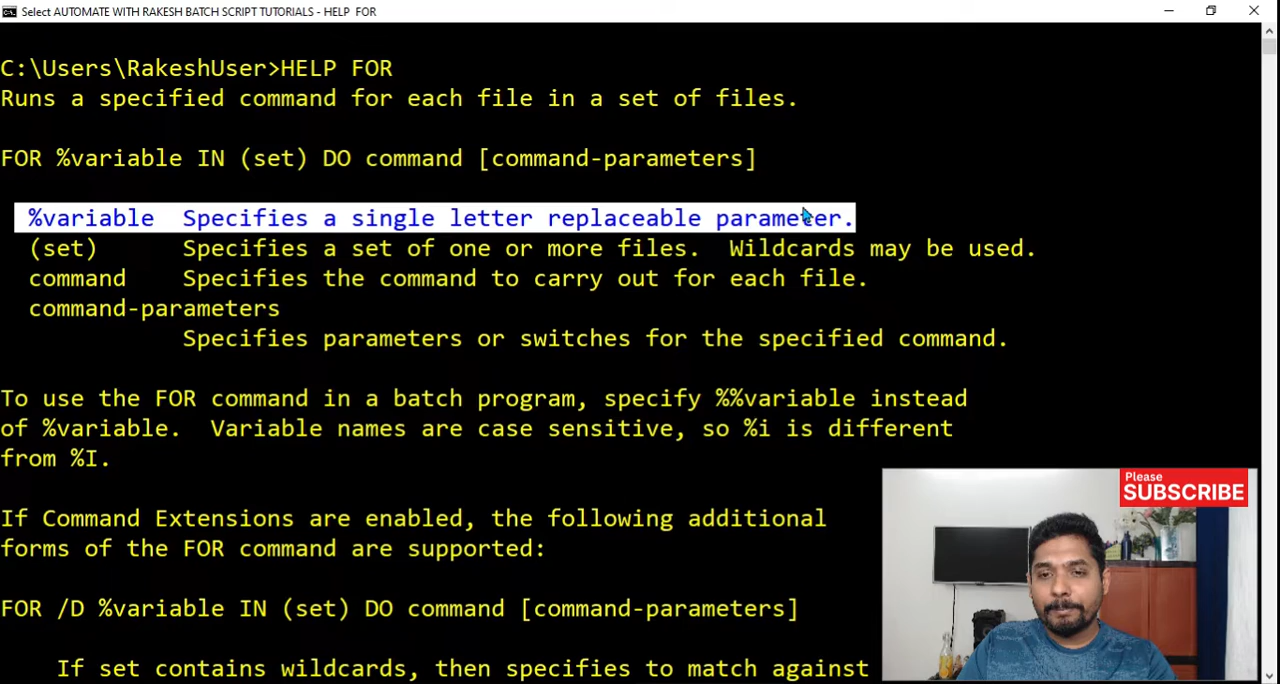 Select AUTOMATE WITH RAKESH BATCH SCRIPT TUTORIALS - HELP  FOR
C:\Users\RakeshUser>HELP  FOR
Runs a specified command for each file in a set of files.
FOR %variable IN (set) DO command [command-parameters]
%variable  Specifies a single letter replaceable parameter.
(set)      Specifies a set of one or more files.  Wildcards may be used.
command    Specifies the command to carry out for each file.
command-parameters
Specifies parameters or switches for the specified command.
To use the FOR command in a batch program, specify %%variable instead
of %variable.  Variable names are case sensitive, so %i is different
from %I.
If Command Extensions are enabled, the following additional
forms of the FOR command are supported:
FOR /D %variable IN (set) DO command [command-parameters]
If set contains wildcards, then specifies to match against
Please
SUBSCRIBE